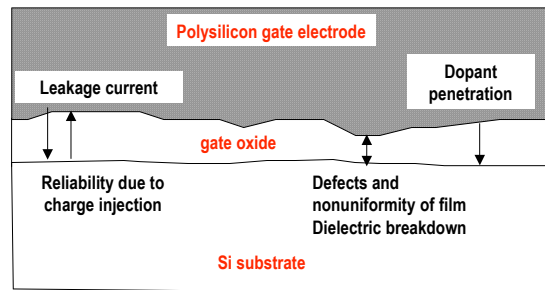 Polysilicon gate electrode
Leakage current
Dopant
penetration
gate oxide
Reliability due to
charge injection
Defects and
nonuniformity of film
Dielectric breakdown
Si substrate